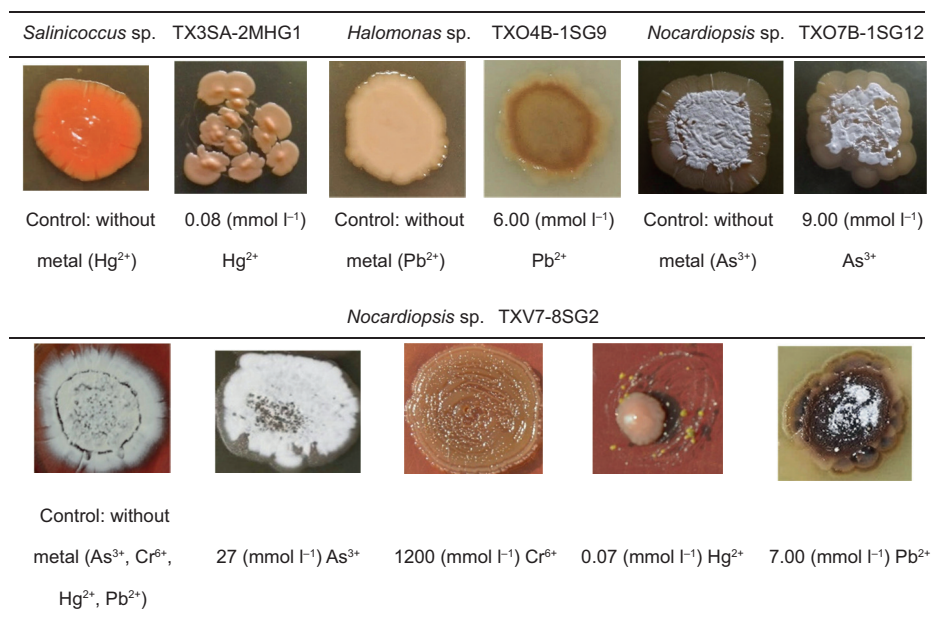 Salinicoccus sp. TX3SA-2MHG1 Halomonas sp. TXO4B-1SG9 Nocardiopsis sp. TXO7B-1SG12
Control: without 0.08 (mmol l⁻¹) Control: without 6.00 (mmol l⁻¹) Control: without 9.00 (mmol l⁻¹)
metal (Hg²⁺) Hg²⁺ metal (Pb²⁺) Pb²⁺ metal (As³⁺) As³⁺
Nocardiopsis sp. TXV7-8SG2
Control: without
metal (As³⁺, Cr⁶⁺, 27 (mmol l⁻¹) As³⁺ 1200 (mmol l⁻¹) Cr⁶⁺ 0.07 (mmol l⁻¹) Hg²⁺ 7.00 (mmol l⁻¹) Pb²⁺
Hg²⁺, Pb²⁺)